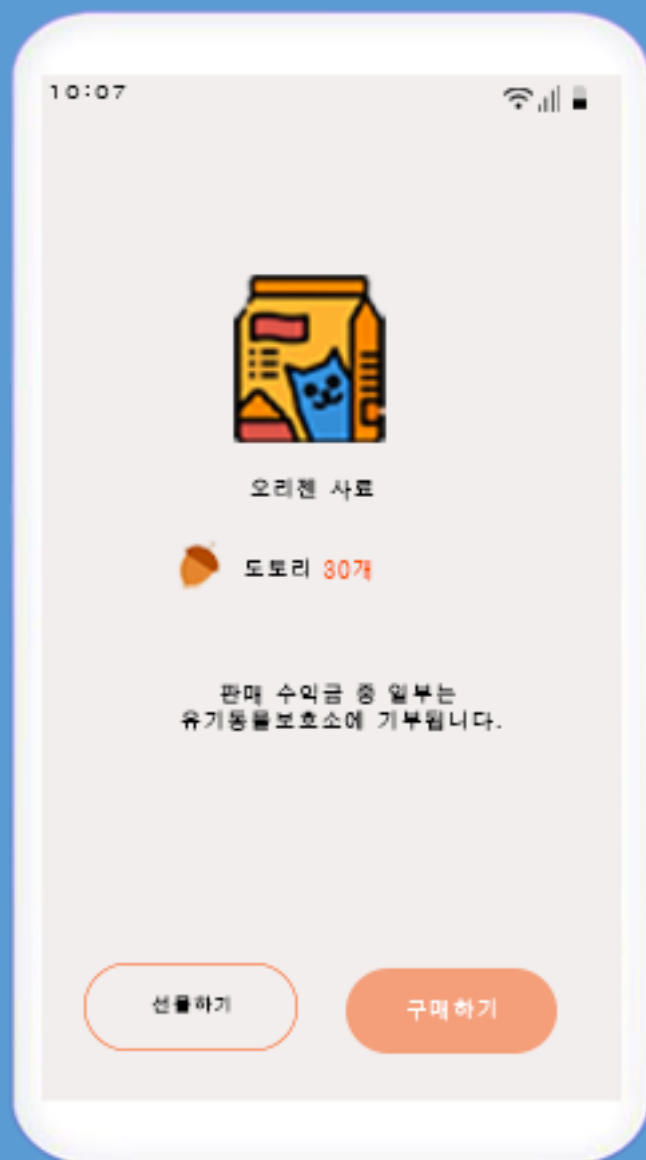 10:07
오리젠 사료
도토리 30개
판매 수익금 중 일부는
유기동물보호소에 기부됩니다.
선물하기
구매하기